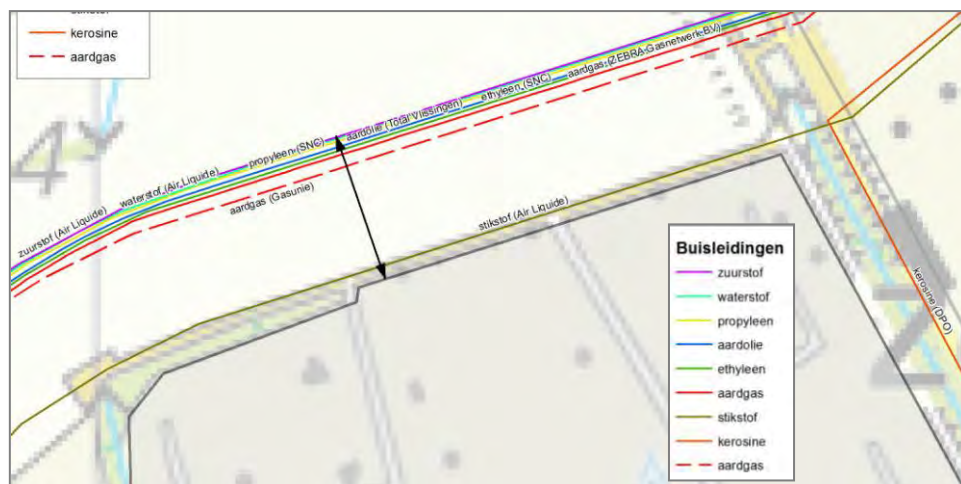 kerosine
aardgas
zuurstof (Air Liquide)
waterstof (Air Liquide)
propyleen (SNC)
aardolie (Total Vlissingen)
ethyleen (SNC)
aardgas (ZEBRA Gasnetwerk BV)
aardgas (Gasunie)
stikstof (Air Liquide)
kerosine (DPO)
Buisleidingen
zuurstof
waterstof
propyleen
aardolie
ethyleen
aardgas
stikstof
kerosine
aardgas